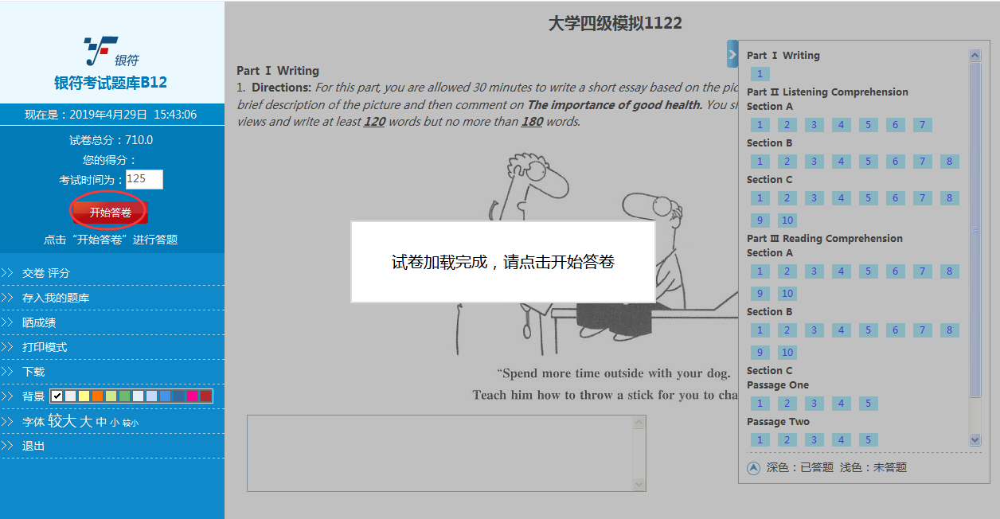 银符
银符考试题库B12
现在是：2019年4月29日 15:43:06
试卷总分：710.0
您的得分：
考试时间为：125
开始答卷
点击“开始答卷”进行答题
交卷 评分
存入我的题库
晒成绩
打印模式
下载
背景
字体 较大 大 中 小 较小
退出
大学四级模拟1122
Part Ⅰ Writing
1. Directions: For this part, you are allowed 30 minutes to write a short essay based on the
brief description of the picture and then comment on The importance of good health. You
views and write at least 120 words but no more than 180 words.
试卷加载完成，请点击开始答卷
“Spend more time outside with your dog.
Teach him how to throw a stick for you to
Part Ⅰ Writing
1
Part Ⅱ Listening Comprehension
Section A
1 2 3 4 5 6 7
Section B
1 2 3 4 5 6 7 8
Section C
1 2 3 4 5 6 7 8
9 10
Part Ⅲ Reading Comprehension
Section A
1 2 3 4 5 6 7 8
9 10
Section B
1 2 3 4 5 6 7 8
9 10
Section C
Passage One
1 2 3 4 5
Passage Two
1 2 3 4 5
深色：已答题 浅色：未答题